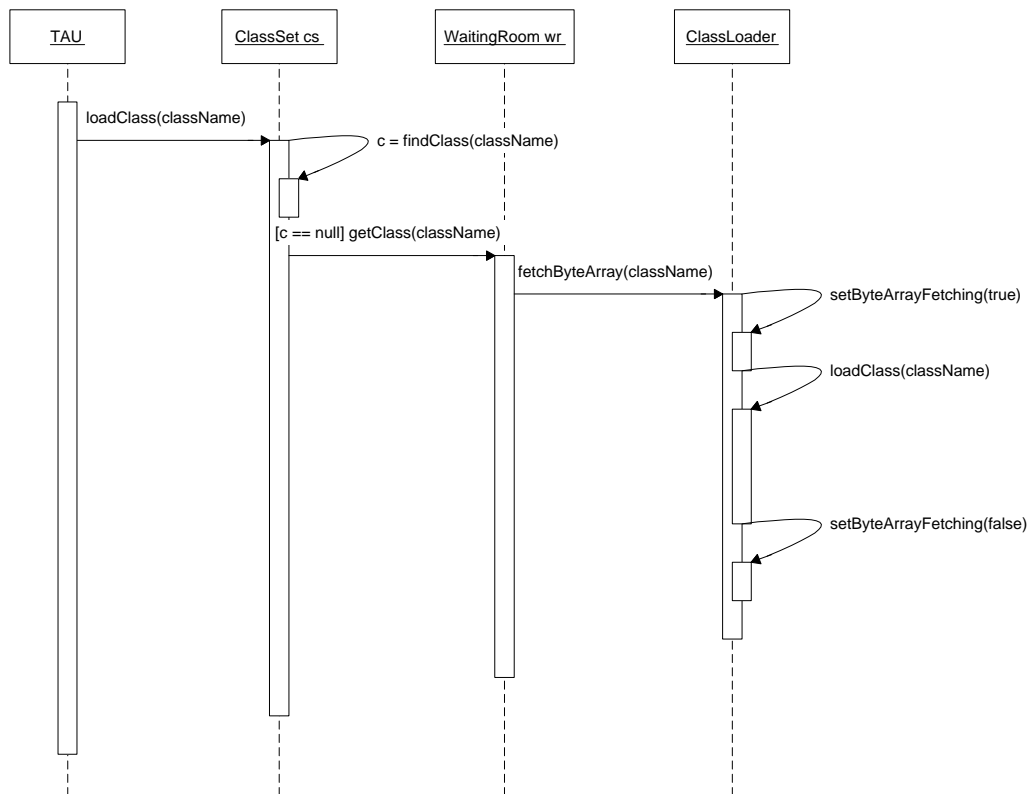 TAU
ClassSet cs
WaitingRoom wr
ClassLoader
loadClass(className)
c = findClass(className)
[c == null] getClass(className)
fetchByteArray(className)
setByteArrayFetching(true)
loadClass(className)
setByteArrayFetching(false)